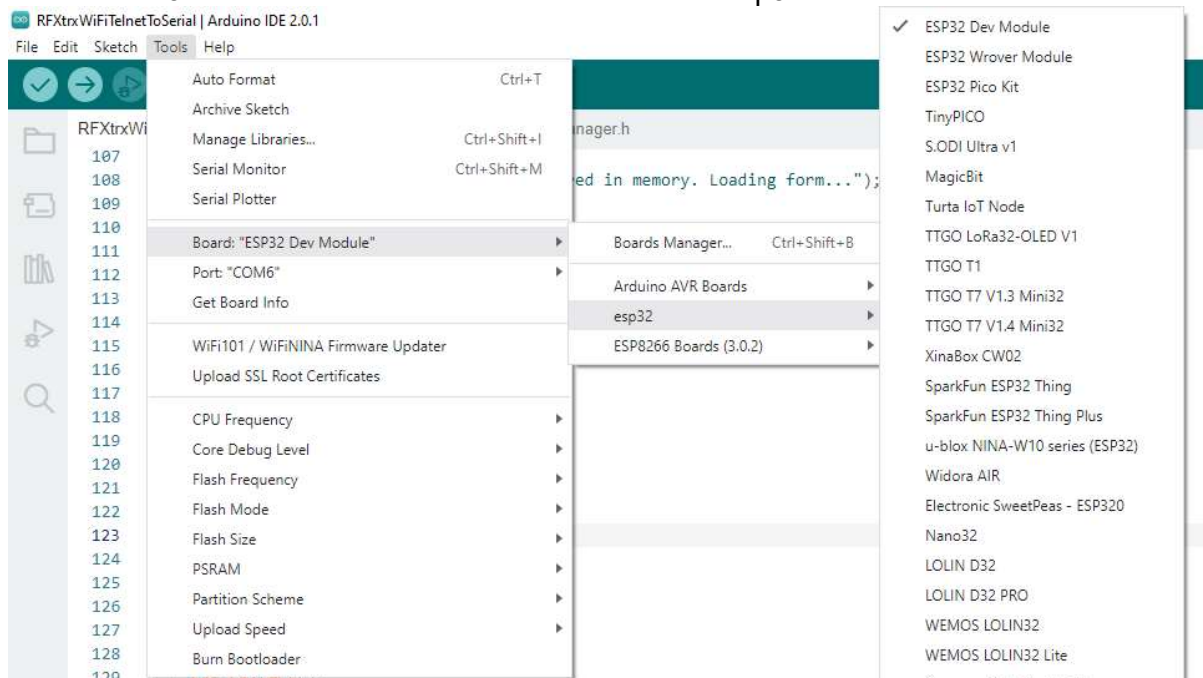 RFXtrxWiFiTelnetToSerial | Arduino IDE 2.0.1
File Edit Sketch Tools Help
RFXtrxWi
nager.h
107
108
ed in memory. Loading form...");
109
110
111
112
113
114
115
116
117
118
119
120
121
122
123
124
125
126
127
128
129
Auto Format Ctrl+T
Archive Sketch
Manage Libraries... Ctrl+Shift+I
Serial Monitor Ctrl+Shift+M
Serial Plotter
Board: "ESP32 Dev Module"
Port: "COM6"
Get Board Info
WiFi101 / WiFiNINA Firmware Updater
Upload SSL Root Certificates
CPU Frequency
Core Debug Level
Flash Frequency
Flash Mode
Flash Size
PSRAM
Partition Scheme
Upload Speed
Burn Bootloader
Boards Manager... Ctrl+Shift+B
Arduino AVR Boards
esp32
ESP8266 Boards (3.0.2)
ESP32 Dev Module
ESP32 Wrover Module
ESP32 Pico Kit
TinyPICO
S.ODI Ultra v1
MagicBit
Turta IoT Node
TTGO LoRa32-OLED V1
TTGO T1
TTGO T7 V1.3 Mini32
TTGO T7 V1.4 Mini32
XinaBox CW02
SparkFun ESP32 Thing
SparkFun ESP32 Thing Plus
u-blox NINA-W10 series (ESP32)
Widora AIR
Electronic SweetPeas - ESP320
Nano32
LOLIN D32
LOLIN D32 PRO
WEMOS LOLIN32
WEMOS LOLIN32 Lite